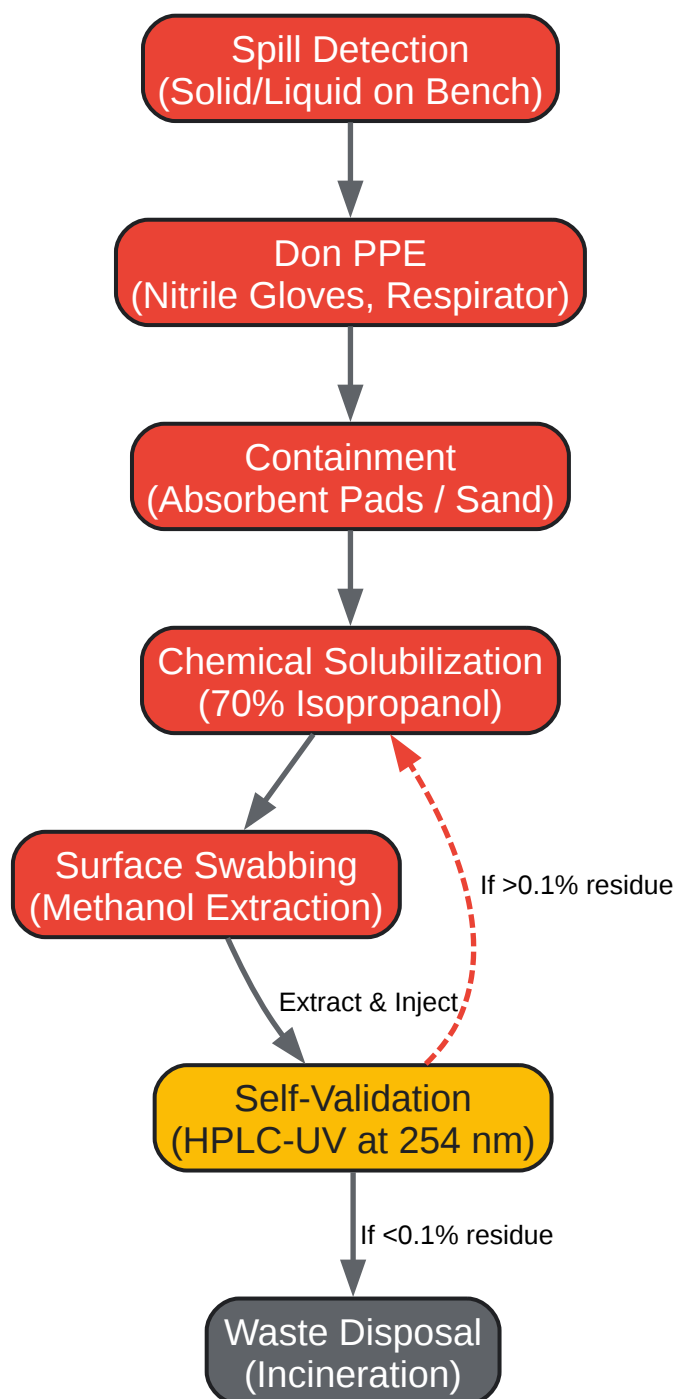 Spill Detection
(Solid/Liquid on Bench)
Don PPE
(Nitrile Gloves, Respirator)
Containment
(Absorbent Pads / Sand)
Chemical Solubilization
(70% Isopropanol)
Surface Swabbing
(Methanol Extraction)
If >0.1% residue
Extract & Inject
Self-Validation
(HPLC-UV at 254 nm)
If <0.1% residue
Waste Disposal
(Incineration)